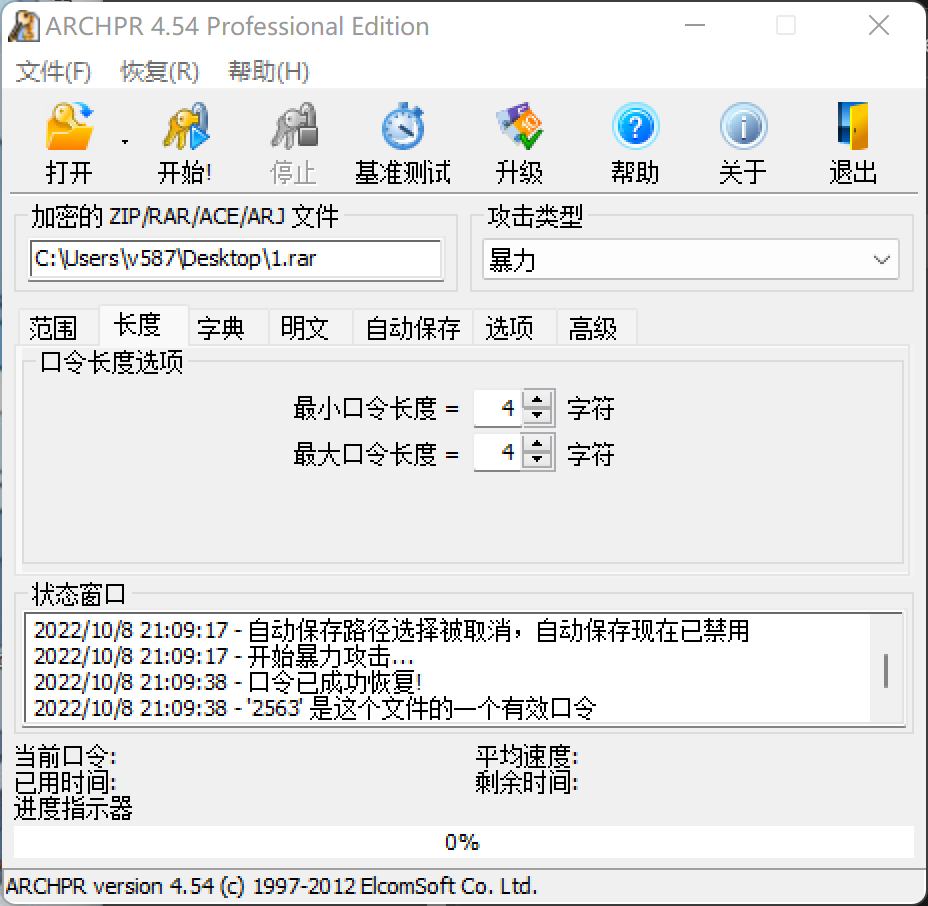 ARCHPR 4.54 Professional Edition
文件(F) 恢复(R) 帮助(H)
打开 开始! 停止 基准测试 升级 帮助 关于 退出
加密的 ZIP/RAR/ACE/ARJ 文件 攻击类型
C:\Users\v587\Desktop\1.rar 暴力
范围 长度 字典 明文 自动保存 选项 高级
口令长度选项
最小口令长度 = 4 字符
最大口令长度 = 4 字符
状态窗口
2022/10/8 21:09:17 - 自动保存路径选择被取消，自动保存现在已禁用
2022/10/8 21:09:17 - 开始暴力攻击...
2022/10/8 21:09:38 - 口令已成功恢复!
2022/10/8 21:09:38 - '2563' 是这个文件的一个有效口令
当前口令: 平均速度:
已用时间: 剩余时间:
进度指示器
0%
ARCHPR version 4.54 (c) 1997-2012 ElcomSoft Co. Ltd.